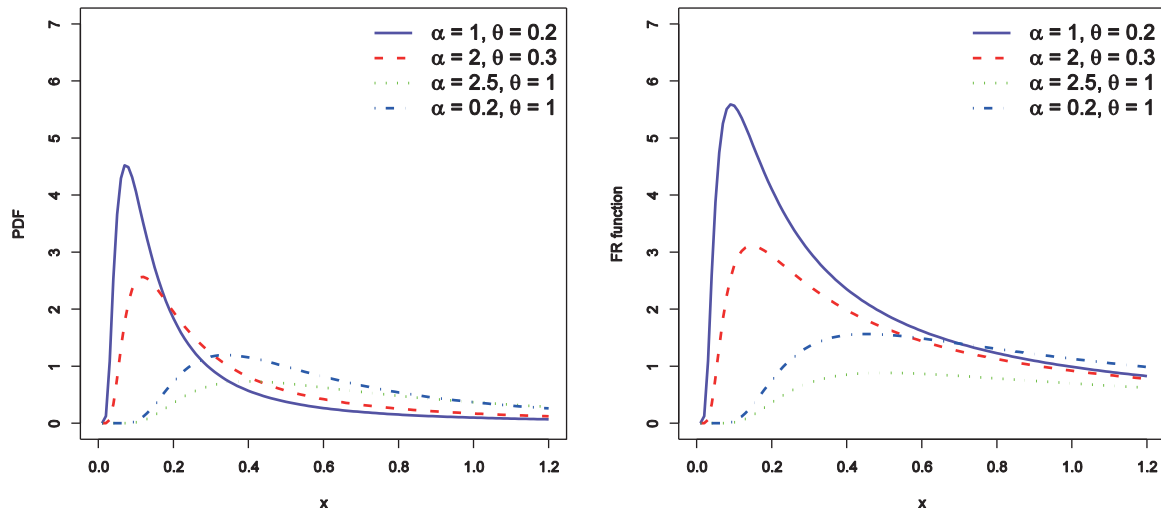 α = 1, θ = 0.2
α = 2, θ = 0.3
α = 2.5, θ = 1
α = 0.2, θ = 1
PDF
7
6
5
4
3
2
1
0
0.0 0.2 0.4 0.6 0.8 1.0 1.2
x
α = 1, θ = 0.2
α = 2, θ = 0.3
α = 2.5, θ = 1
α = 0.2, θ = 1
FR function
7
6
5
4
3
2
1
0
0.0 0.2 0.4 0.6 0.8 1.0 1.2
x